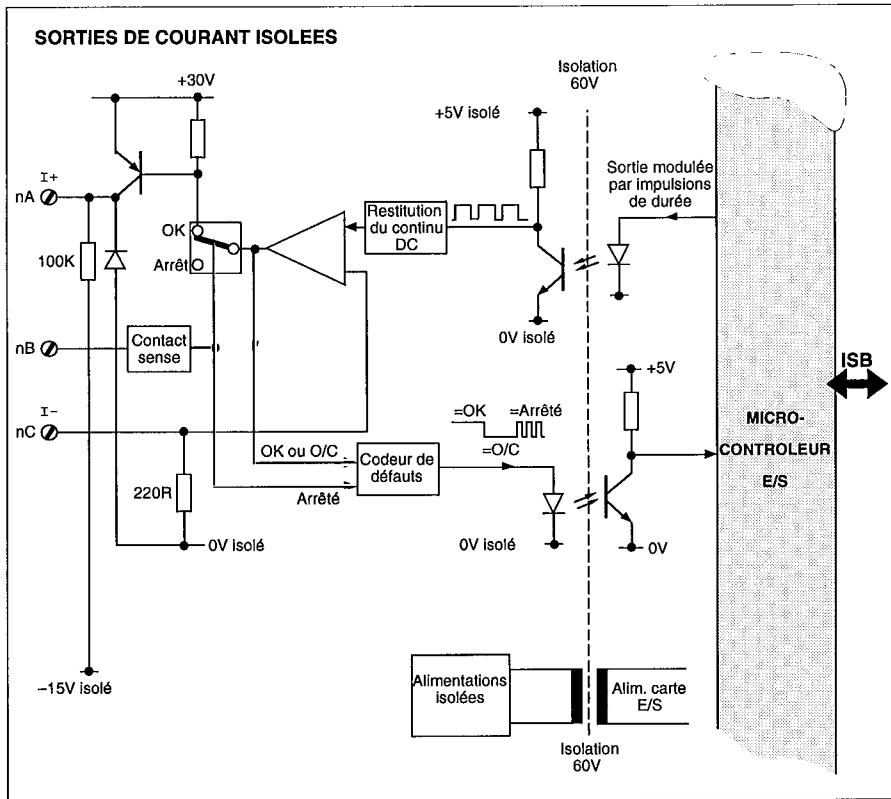 SORTIES DE COURANT ISOLEES
+30V
Isolation
60V
+5V isolé
Sortie modulée
par impulsions
de durée
I+
nA
OK
Arrêt
100K
Restitution
du continu
DC
0V isolé
nB
Contact
sense
+5V
ISB
I-
nC
MICRO-
CONTROLEUR
E/S
=OK
=Arrêté
=O/C
OK ou O/C
Arrêté
Codeur de
défauts
220R
0V isolé
0V isolé
0V
-15V isolé
Alimentations
isolées
Alim. carte
E/S
Isolation
60V